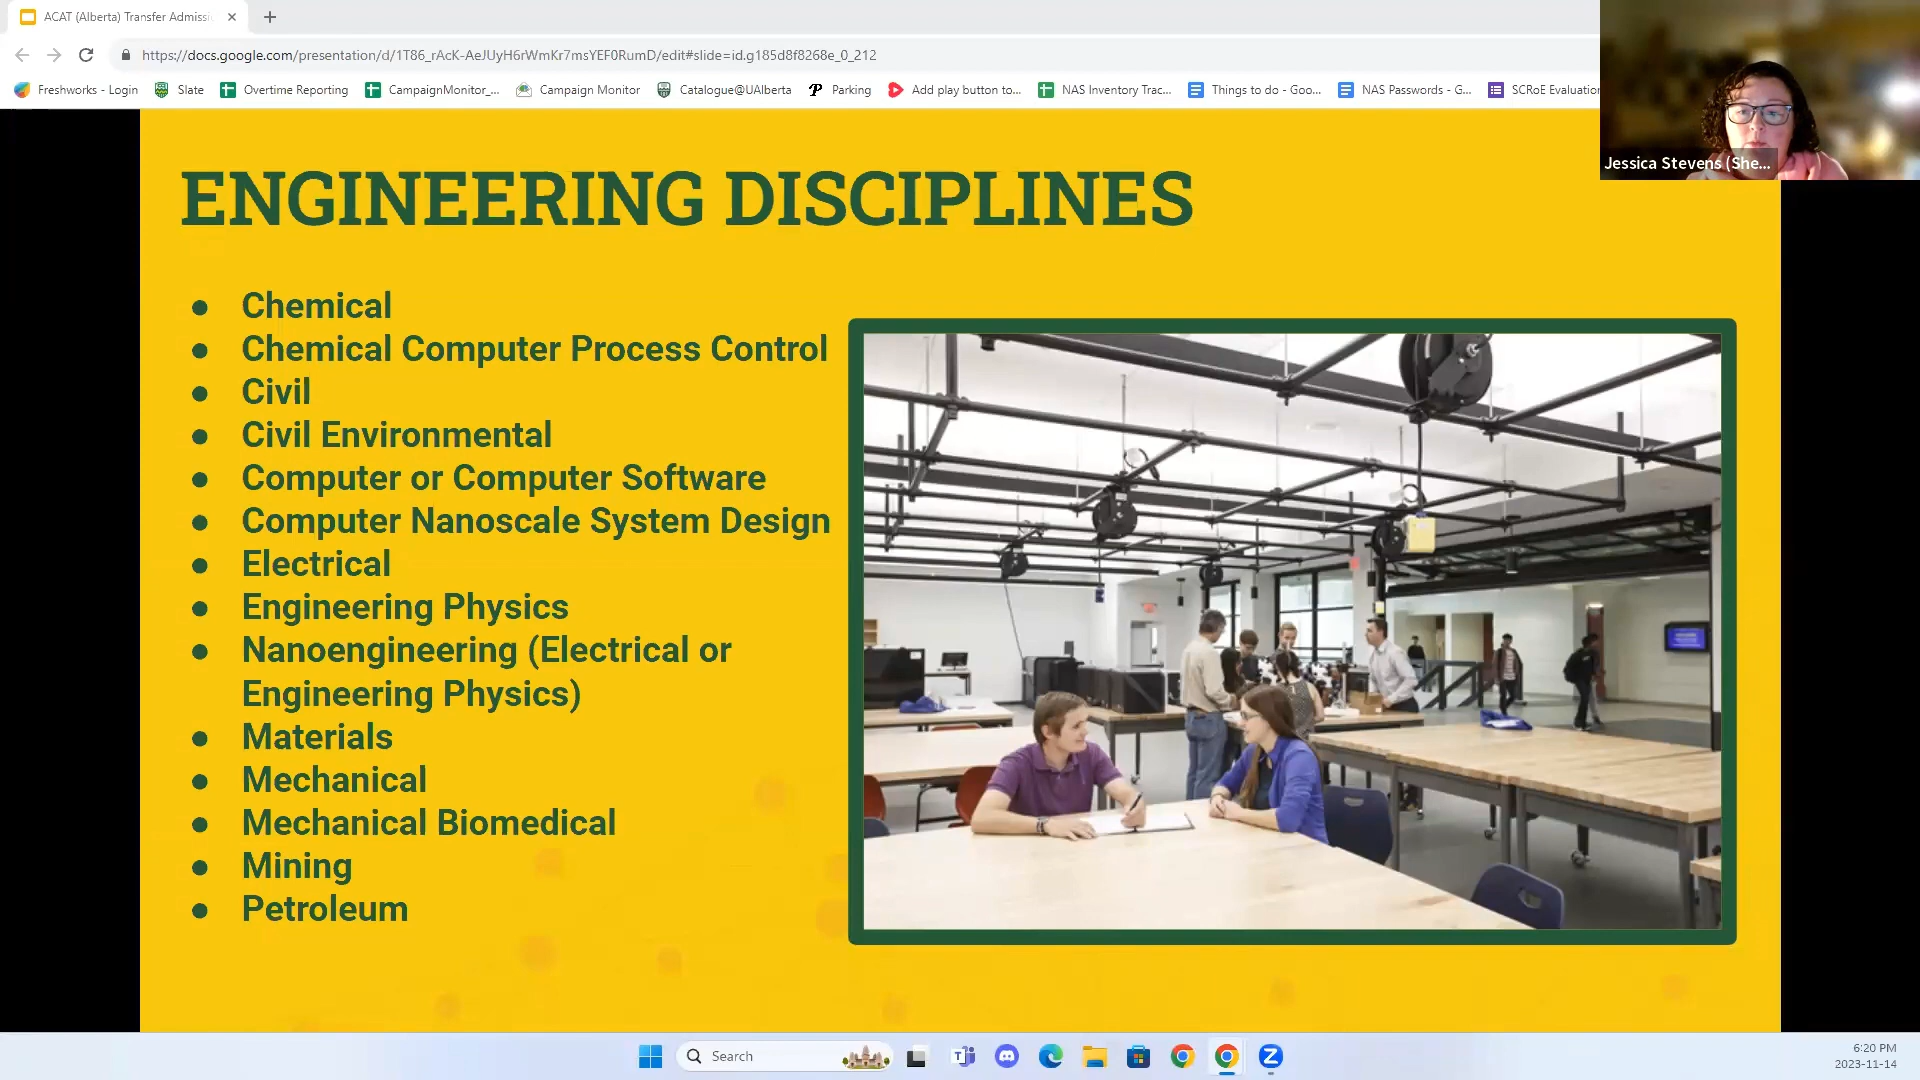 ACAT (Alberta) Transfer Admissi
https://docs.google.com/presentation/d/1T86_rAcK-AeJUyH6rWmKr7msYEF0RumD/edit#slide=id.g185d8f8268e_0_212
Freshworks - Login
Slate
Overtime Reporting
CampaignMonitor_...
Campaign Monitor
Catalogue@UAlberta
Parking
Add play button to...
NAS Inventory Trac...
Things to do - Goo...
NAS Passwords - G...
SCRoE Evaluation
Jessica Stevens (She...
ENGINEERING DISCIPLINES
● Chemical
● Chemical Computer Process Control
● Civil
● Civil Environmental
● Computer or Computer Software
● Computer Nanoscale System Design
● Electrical
● Engineering Physics
● Nanoengineering (Electrical or
Engineering Physics)
● Materials
● Mechanical
● Mechanical Biomedical
● Mining
● Petroleum
Search
6:20 PM
2023-11-14